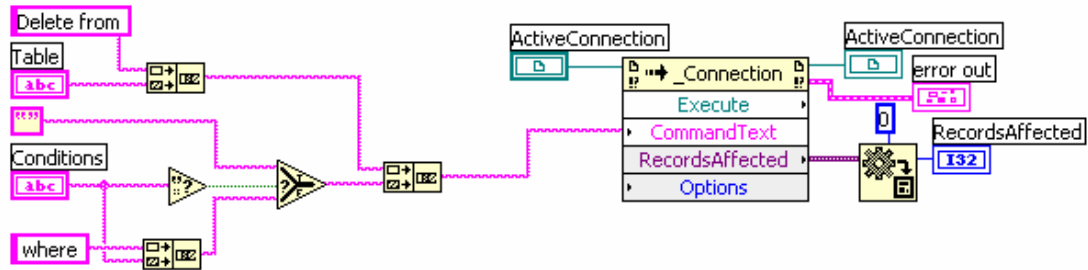 Delete from
Table
abc
Conditions
abc
where
ActiveConnection
_Connection
Execute
CommandText
RecordsAffected
Options
ActiveConnection
error out
0
RecordsAffected
I32